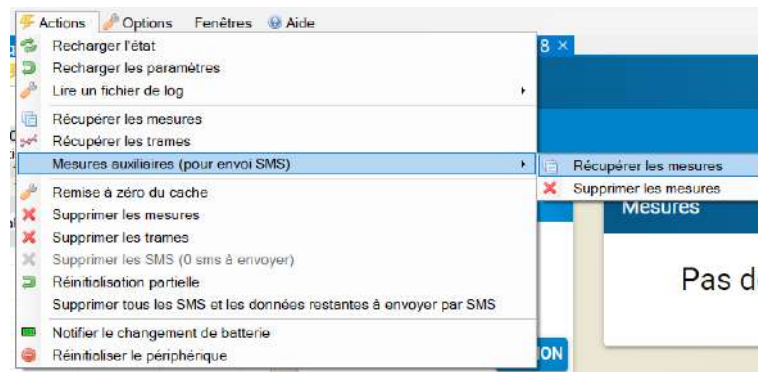 Actions Options Fenêtres Aide
8 ×
Recharger l'état
Recharger les paramètres
Lire un fichier de log
Récupérer les mesures
Récupérer les trames
Mesures auxiliaires (pour envoi SMS)
Récupérer les mesures
Supprimer les mesures
Remise à zéro du cache
Supprimer les mesures
Mesures
Supprimer les trames
Supprimer les SMS (0 sms à envoyer)
Réinitialisation partielle
Pas d
Supprimer tous les SMS et les données restantes à envoyer par SMS
Notifier le changement de batterie
Réinitialiser le périphérique
ION